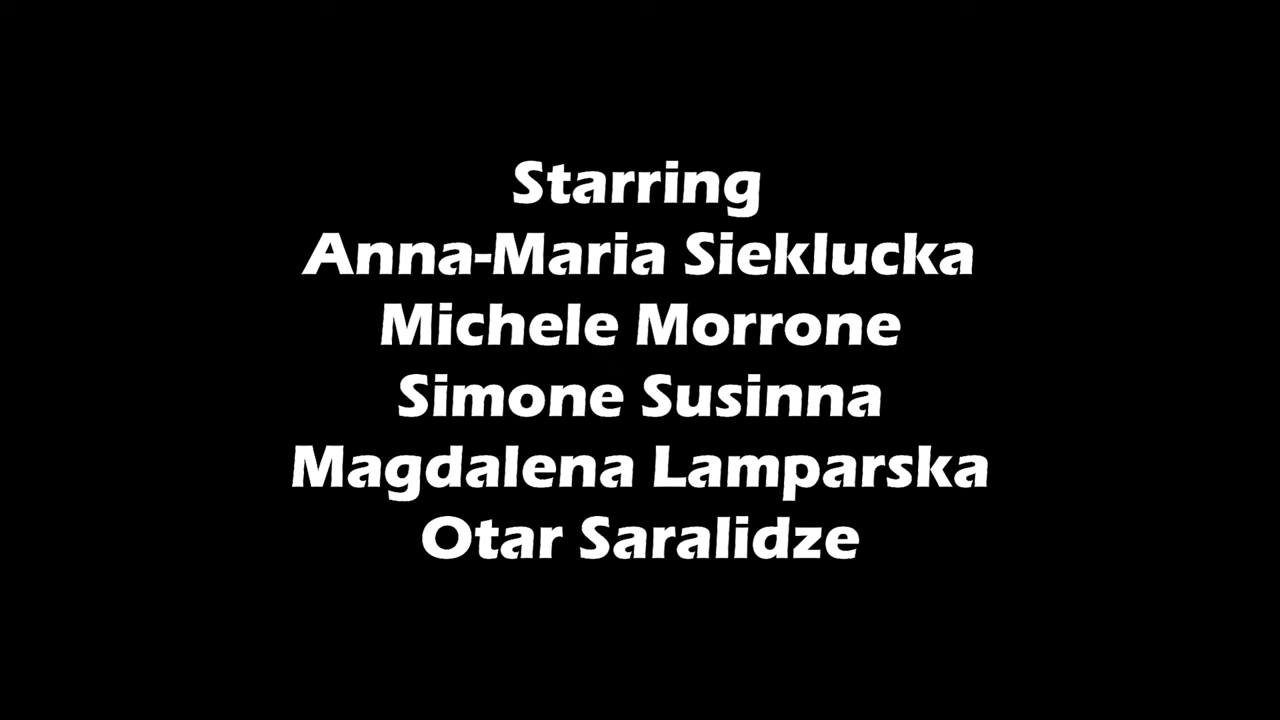 Starring
Anna-Maria Sieklucka
Michele Morrone
Simone Susinna
Magdalena Lamparska
Otar Saralidze